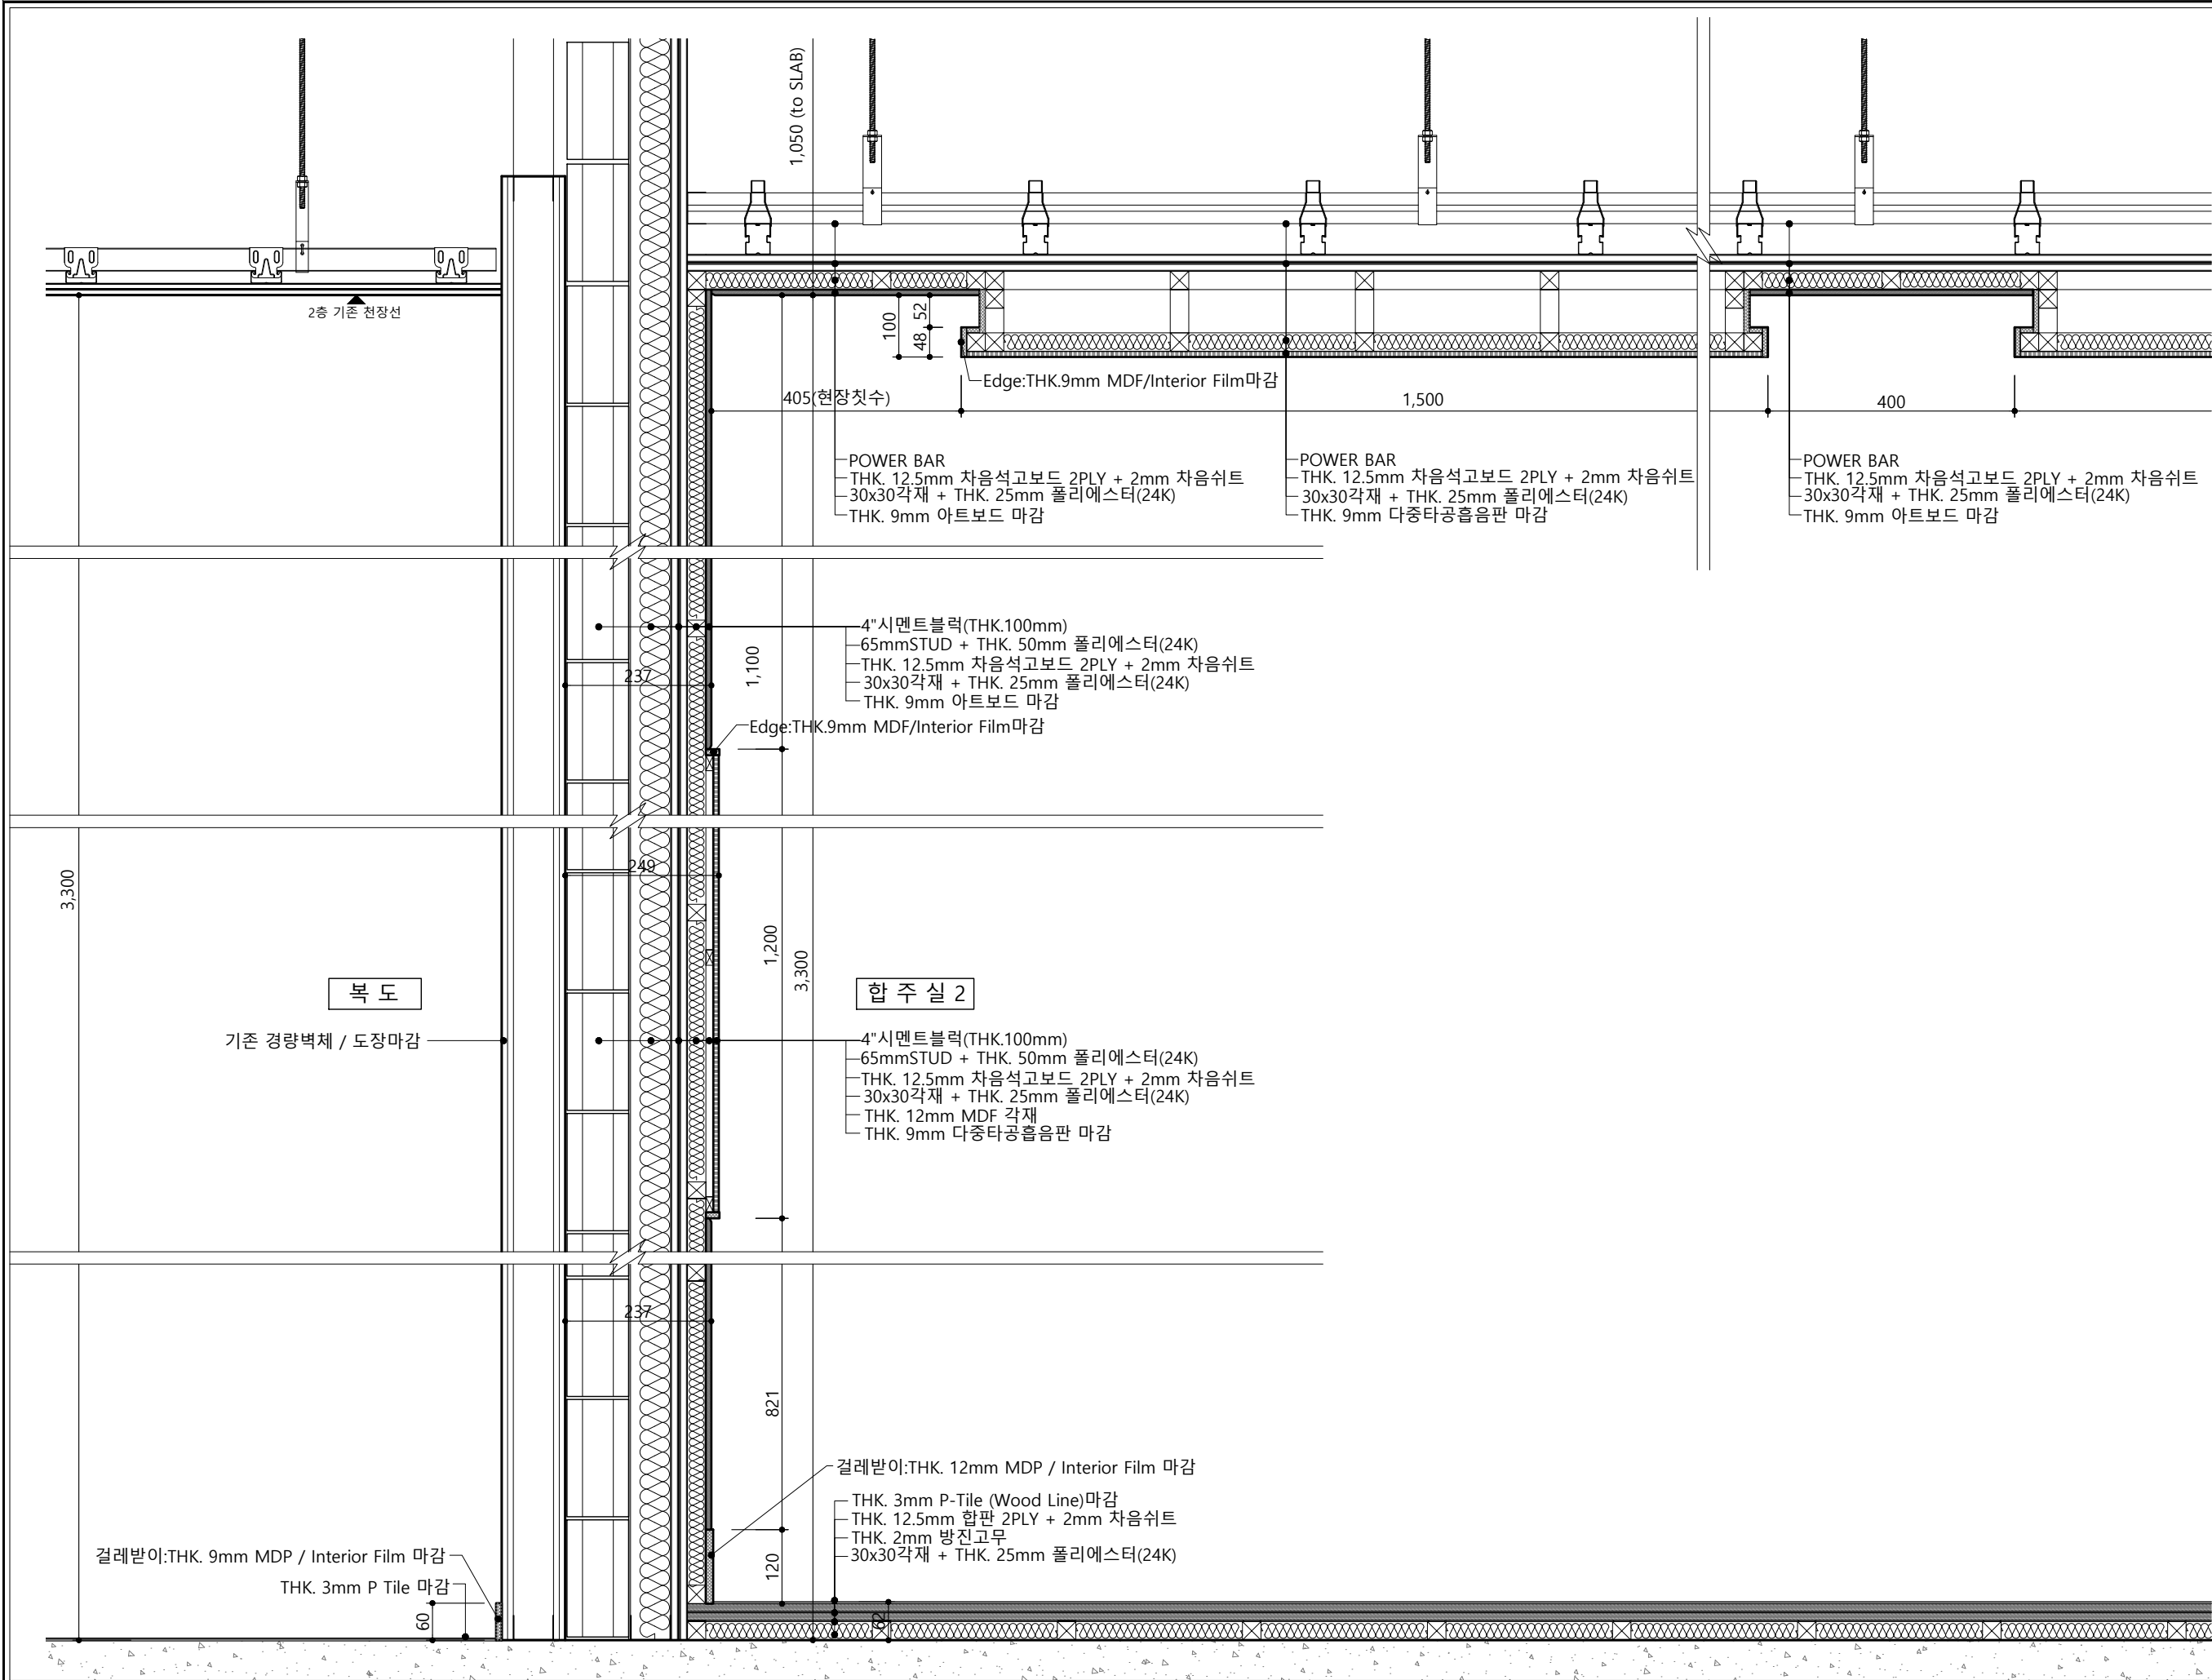 1,050 (to SLAB)
2층 기존 천장선
100
52
48
Edge:THK.9mm MDF/Interior Film마감
405(현장칫수)
1,500
400
POWER BAR
THK. 12.5mm 차음석고보드 2PLY + 2mm 차음쉬트
30x30각재 + THK. 25mm 폴리에스터(24K)
THK. 9mm 아트보드 마감
POWER BAR
THK. 12.5mm 차음석고보드 2PLY + 2mm 차음쉬트
30x30각재 + THK. 25mm 폴리에스터(24K)
THK. 9mm 다중타공흡음판 마감
POWER BAR
THK. 12.5mm 차음석고보드 2PLY + 2mm 차음쉬트
30x30각재 + THK. 25mm 폴리에스터(24K)
THK. 9mm 아트보드 마감
4"시멘트블럭(THK.100mm)
65mmSTUD + THK. 50mm 폴리에스터(24K)
THK. 12.5mm 차음석고보드 2PLY + 2mm 차음쉬트
30x30각재 + THK. 25mm 폴리에스터(24K)
THK. 9mm 아트보드 마감
237
1,100
Edge:THK.9mm MDF/Interior Film마감
249
3,300
1,200
3,300
복 도
합 주 실 2
기존 경량벽체 / 도장마감
4"시멘트블럭(THK.100mm)
65mmSTUD + THK. 50mm 폴리에스터(24K)
THK. 12.5mm 차음석고보드 2PLY + 2mm 차음쉬트
30x30각재 + THK. 25mm 폴리에스터(24K)
THK. 12mm MDF 각재
THK. 9mm 다중타공흡음판 마감
237
821
걸레받이:THK. 12mm MDP / Interior Film 마감
THK. 3mm P-Tile (Wood Line)마감
THK. 12.5mm 합판 2PLY + 2mm 차음쉬트
THK. 2mm 방진고무
30x30각재 + THK. 25mm 폴리에스터(24K)
120
걸레받이:THK. 9mm MDP / Interior Film 마감
THK. 3mm P Tile 마감
60
62